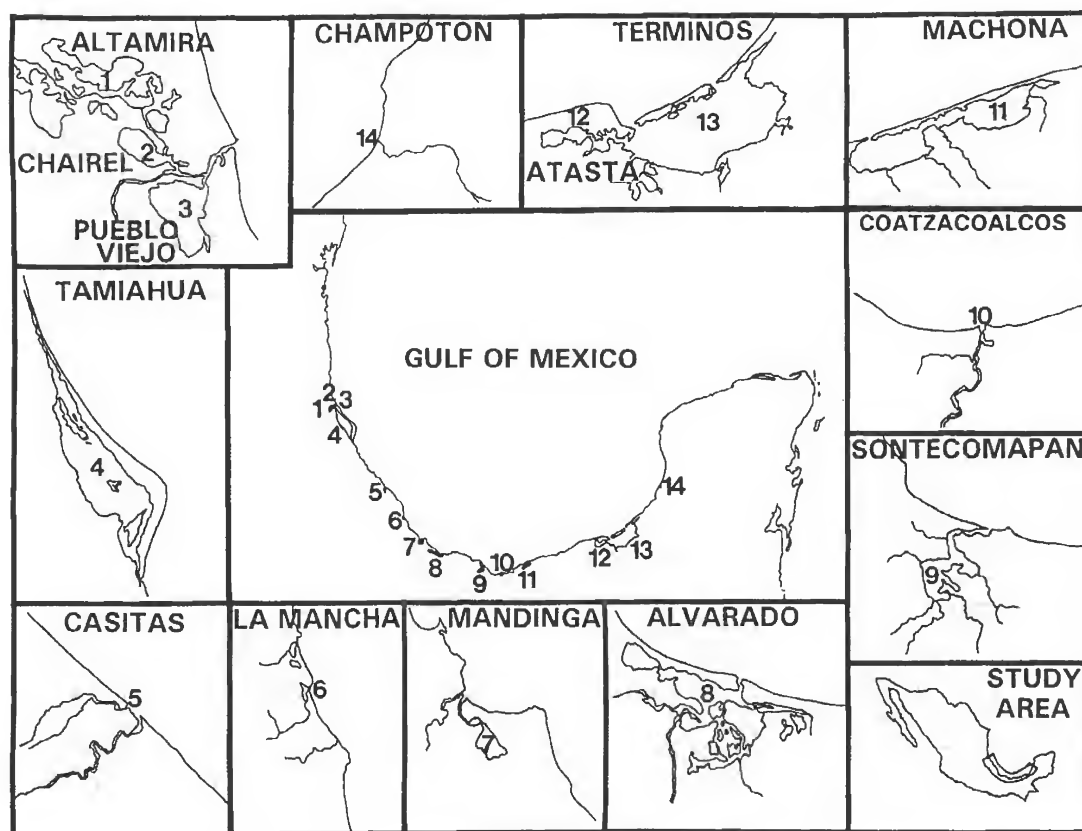 ALTAMIRA
1
CHAIREL
2
3
PUEBLO
VIEJO
CHAMPOTON
14
TERMINOS
12
13
ATASTA
MACHONA
11
TAMIAHUA
4
GULF OF MEXICO
2
1
3
4
5
6
7
8
9
10
11
12
13
14
COATZACOALCOS
10
SONTECOMAPAN
9
CASITAS
5
LA MANCHA
6
MANDINGA
7
ALVARADO
8
STUDY
AREA